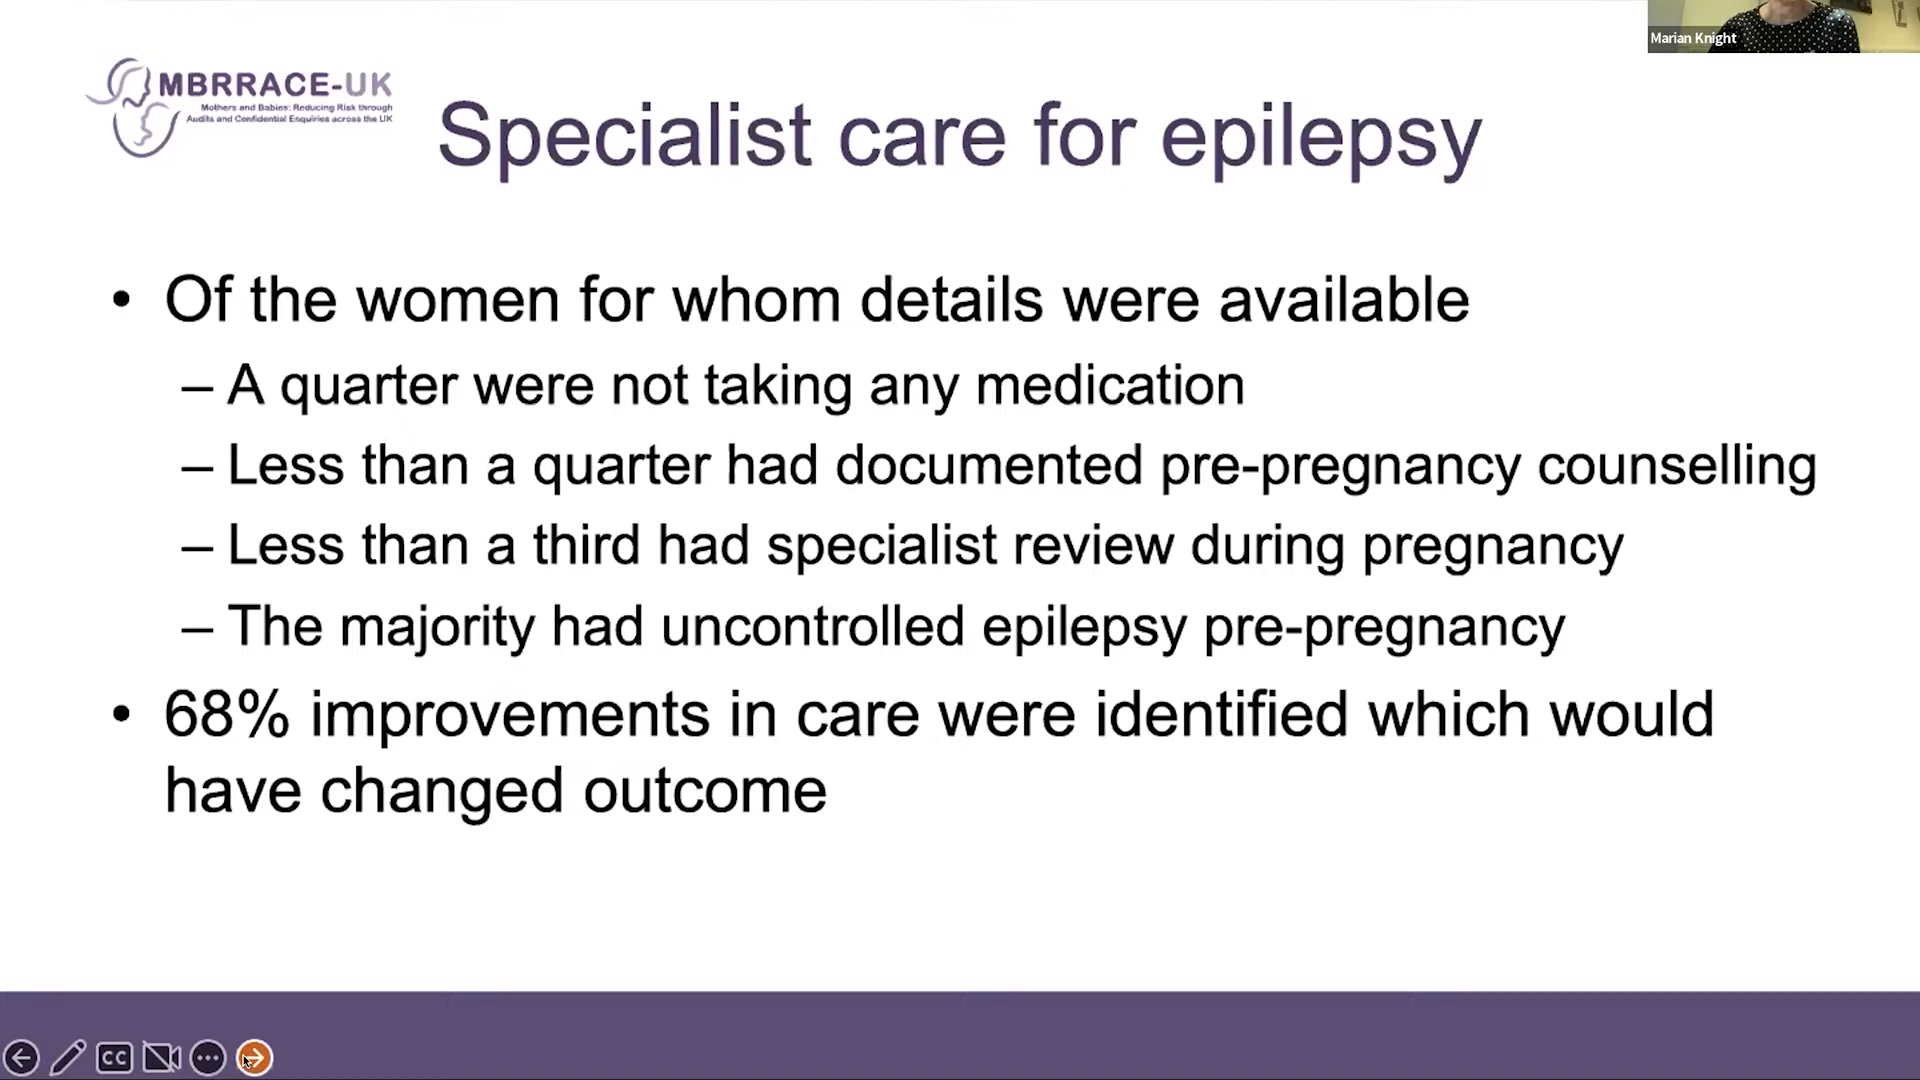 Marian Knight
MBRRACE-UK
Mothers and Babies: Reducing Risk through
Audits and Confidential Enquiries across the UK
Specialist care for epilepsy
• Of the women for whom details were available
– A quarter were not taking any medication
– Less than a quarter had documented pre-pregnancy counselling
– Less than a third had specialist review during pregnancy
– The majority had uncontrolled epilepsy pre-pregnancy
• 68% improvements in care were identified which would
have changed outcome
CC